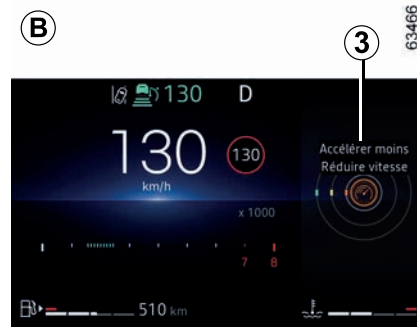 B
63466
3
130
D
130
130
km/h
Accélérer moins
Réduire vitesse
x 1000
7 8
510 km